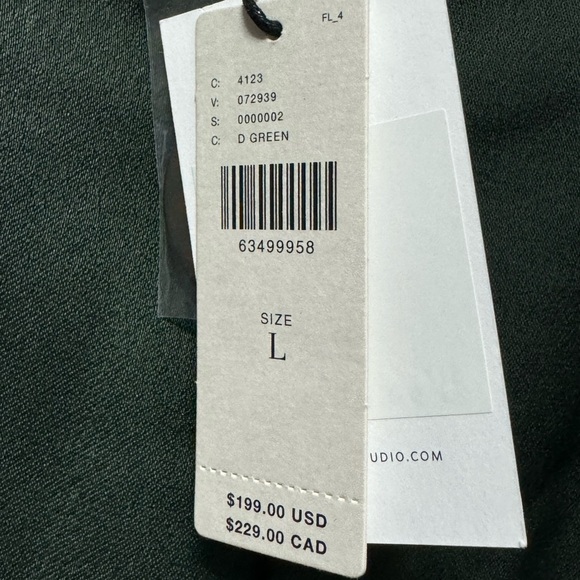 FL_4
C: 4123
V: 072939
S: 0000002
C: D GREEN
63499958
SIZE
L
UDIO.COM
$199.00 USD
$229.00 CAD